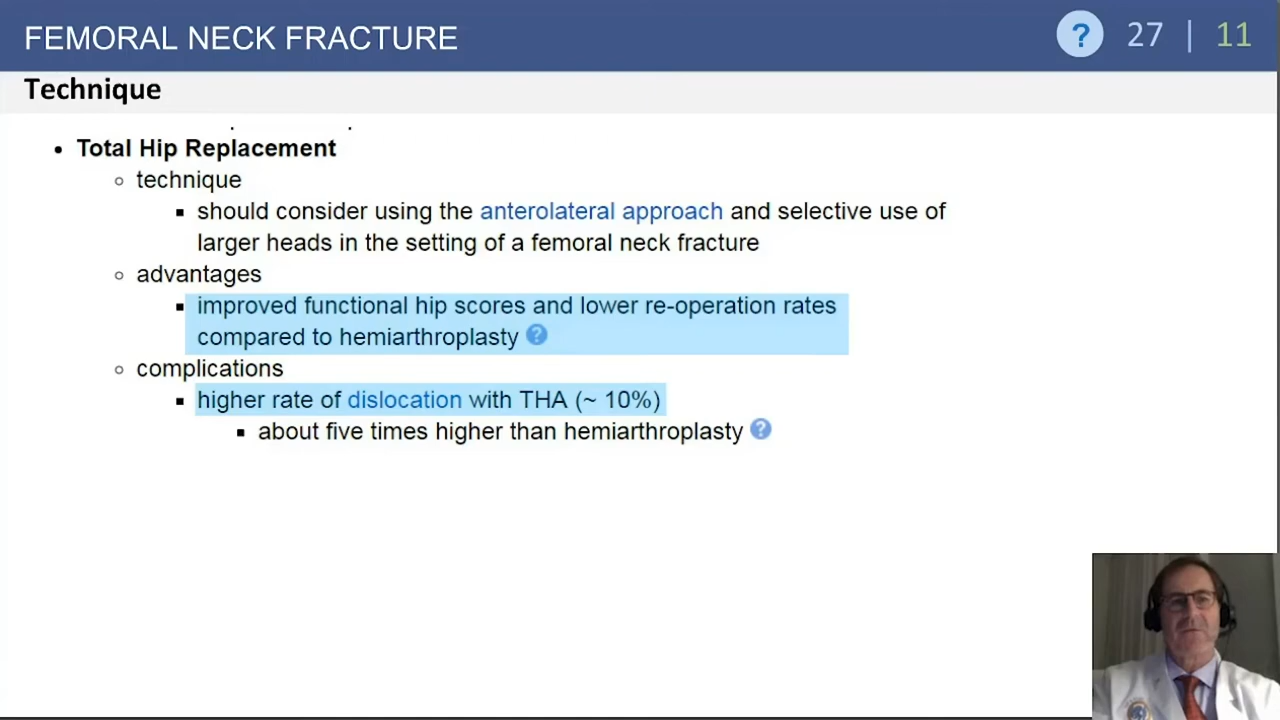 FEMORAL NECK FRACTURE
? 27 | 11
Technique
• Total Hip Replacement
○ technique
▪ should consider using the anterolateral approach and selective use of
larger heads in the setting of a femoral neck fracture
○ advantages
▪ improved functional hip scores and lower re-operation rates
compared to hemiarthroplasty ?
○ complications
▪ higher rate of dislocation with THA (~ 10%)
▪ about five times higher than hemiarthroplasty ?